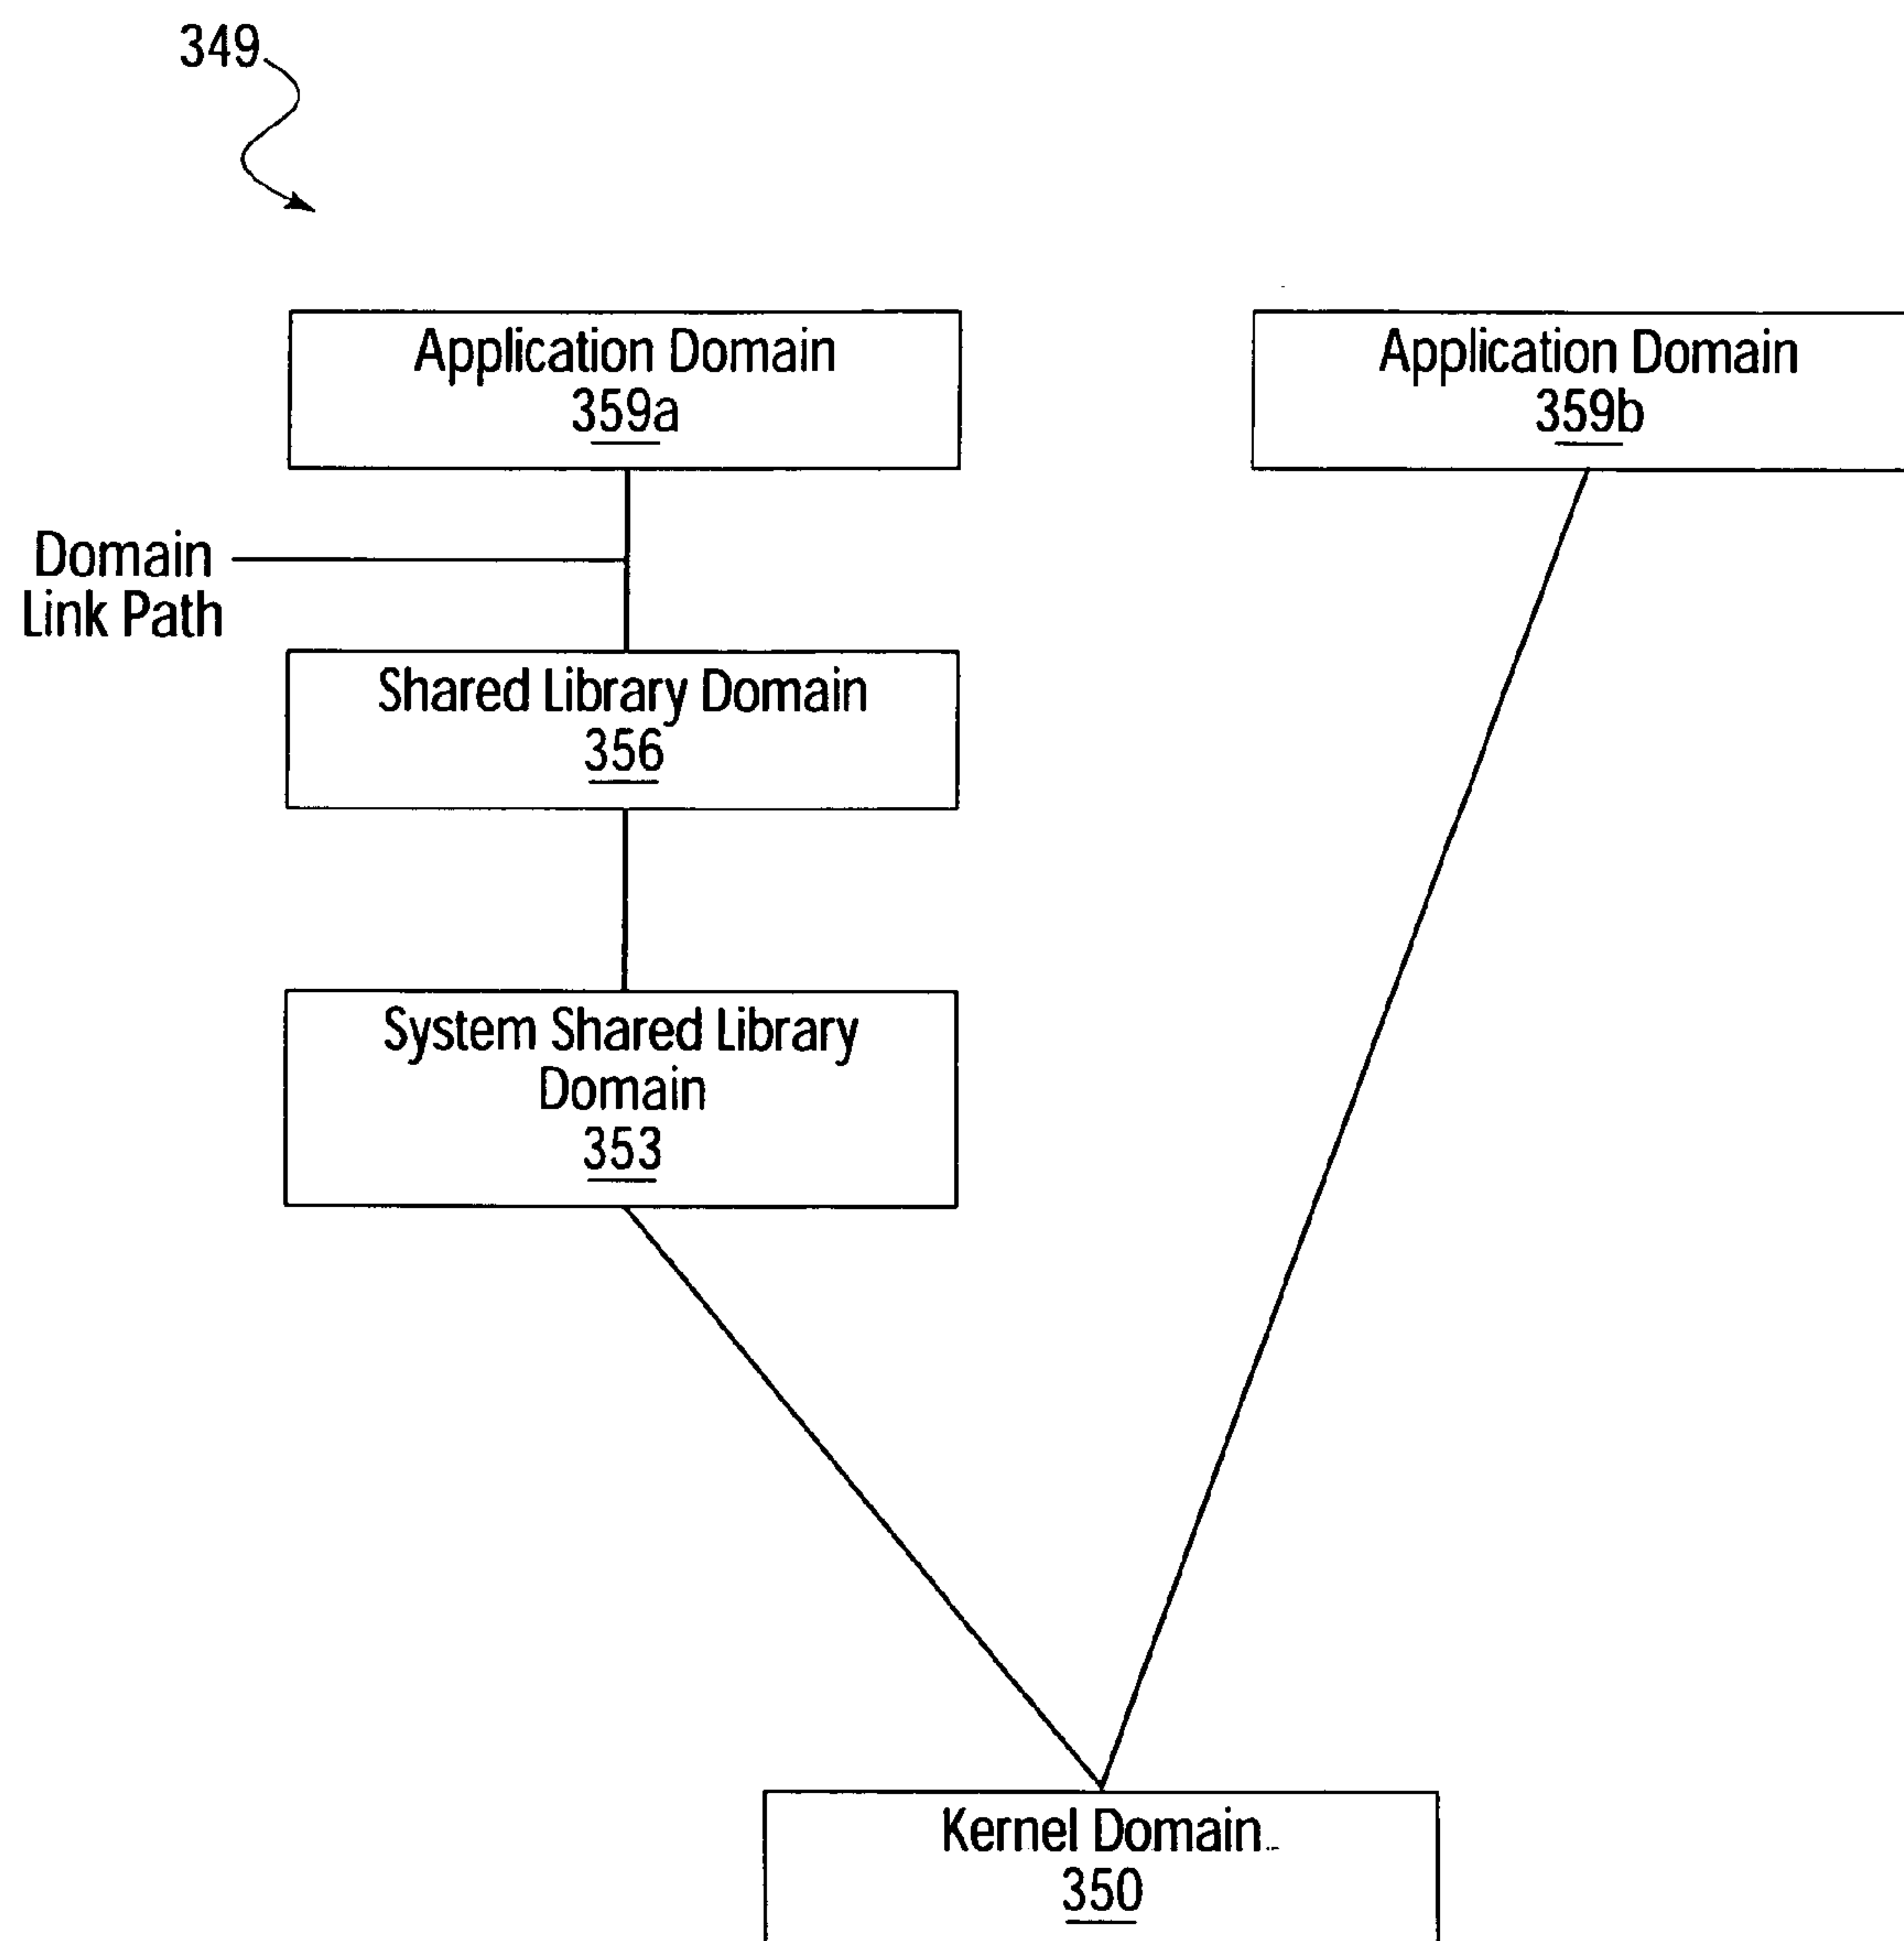 349
Application Domain
359a
Application Domain
359b
Domain
Link Path
Shared Library Domain
356
System Shared Library
Domain
353
Kernel Domain
350